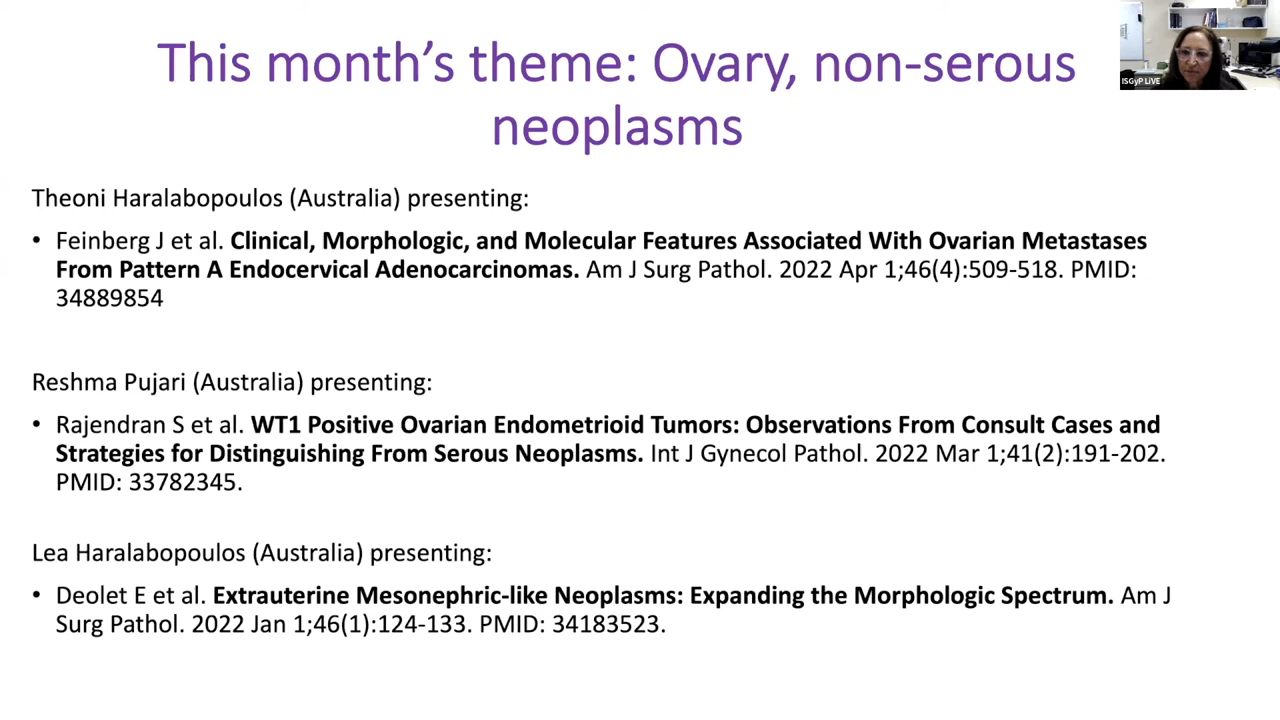 This month's theme: Ovary, non-serous
neoplasms
ISGyP LIVE
Theoni Haralabopoulos (Australia) presenting:
• Feinberg J et al. Clinical, Morphologic, and Molecular Features Associated With Ovarian Metastases
From Pattern A Endocervical Adenocarcinomas. Am J Surg Pathol. 2022 Apr 1;46(4):509-518. PMID:
34889854
Reshma Pujari (Australia) presenting:
• Rajendran S et al. WT1 Positive Ovarian Endometrioid Tumors: Observations From Consult Cases and
Strategies for Distinguishing From Serous Neoplasms. Int J Gynecol Pathol. 2022 Mar 1;41(2):191-202.
PMID: 33782345.
Lea Haralabopoulos (Australia) presenting:
• Deolet E et al. Extrauterine Mesonephric-like Neoplasms: Expanding the Morphologic Spectrum. Am J
Surg Pathol. 2022 Jan 1;46(1):124-133. PMID: 34183523.